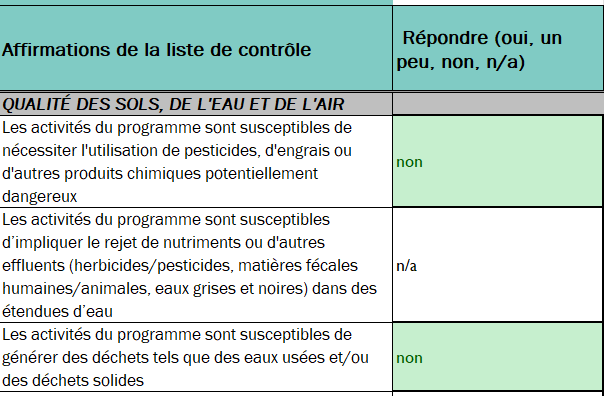 Affirmations de la liste de contrôle
Répondre (oui, un
peu, non, n/a)
QUALITÉ DES SOLS, DE L'EAU ET DE L'AIR
Les activités du programme sont susceptibles de
nécessiter l'utilisation de pesticides, d'engrais ou
d'autres produits chimiques potentiellement
dangereux
non
Les activités du programme sont susceptibles
d’impliquer le rejet de nutriments ou d'autres
effluents (herbicides/pesticides, matières fécales
humaines/animales, eaux grises et noires) dans des
étendues d’eau
n/a
Les activités du programme sont susceptibles de
générer des déchets tels que des eaux usées et/ou
des déchets solides
non